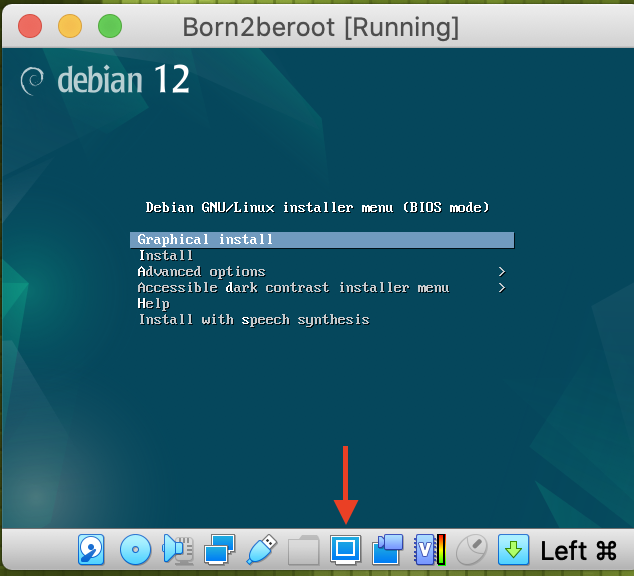 Born2beroot [Running]
debian 12
Debian GNU/Linux installer menu (BIOS mode)
Graphical install
Install
Advanced options >
Accessible dark contrast installer menu >
Help
Install with speech synthesis
V
Left ⌘